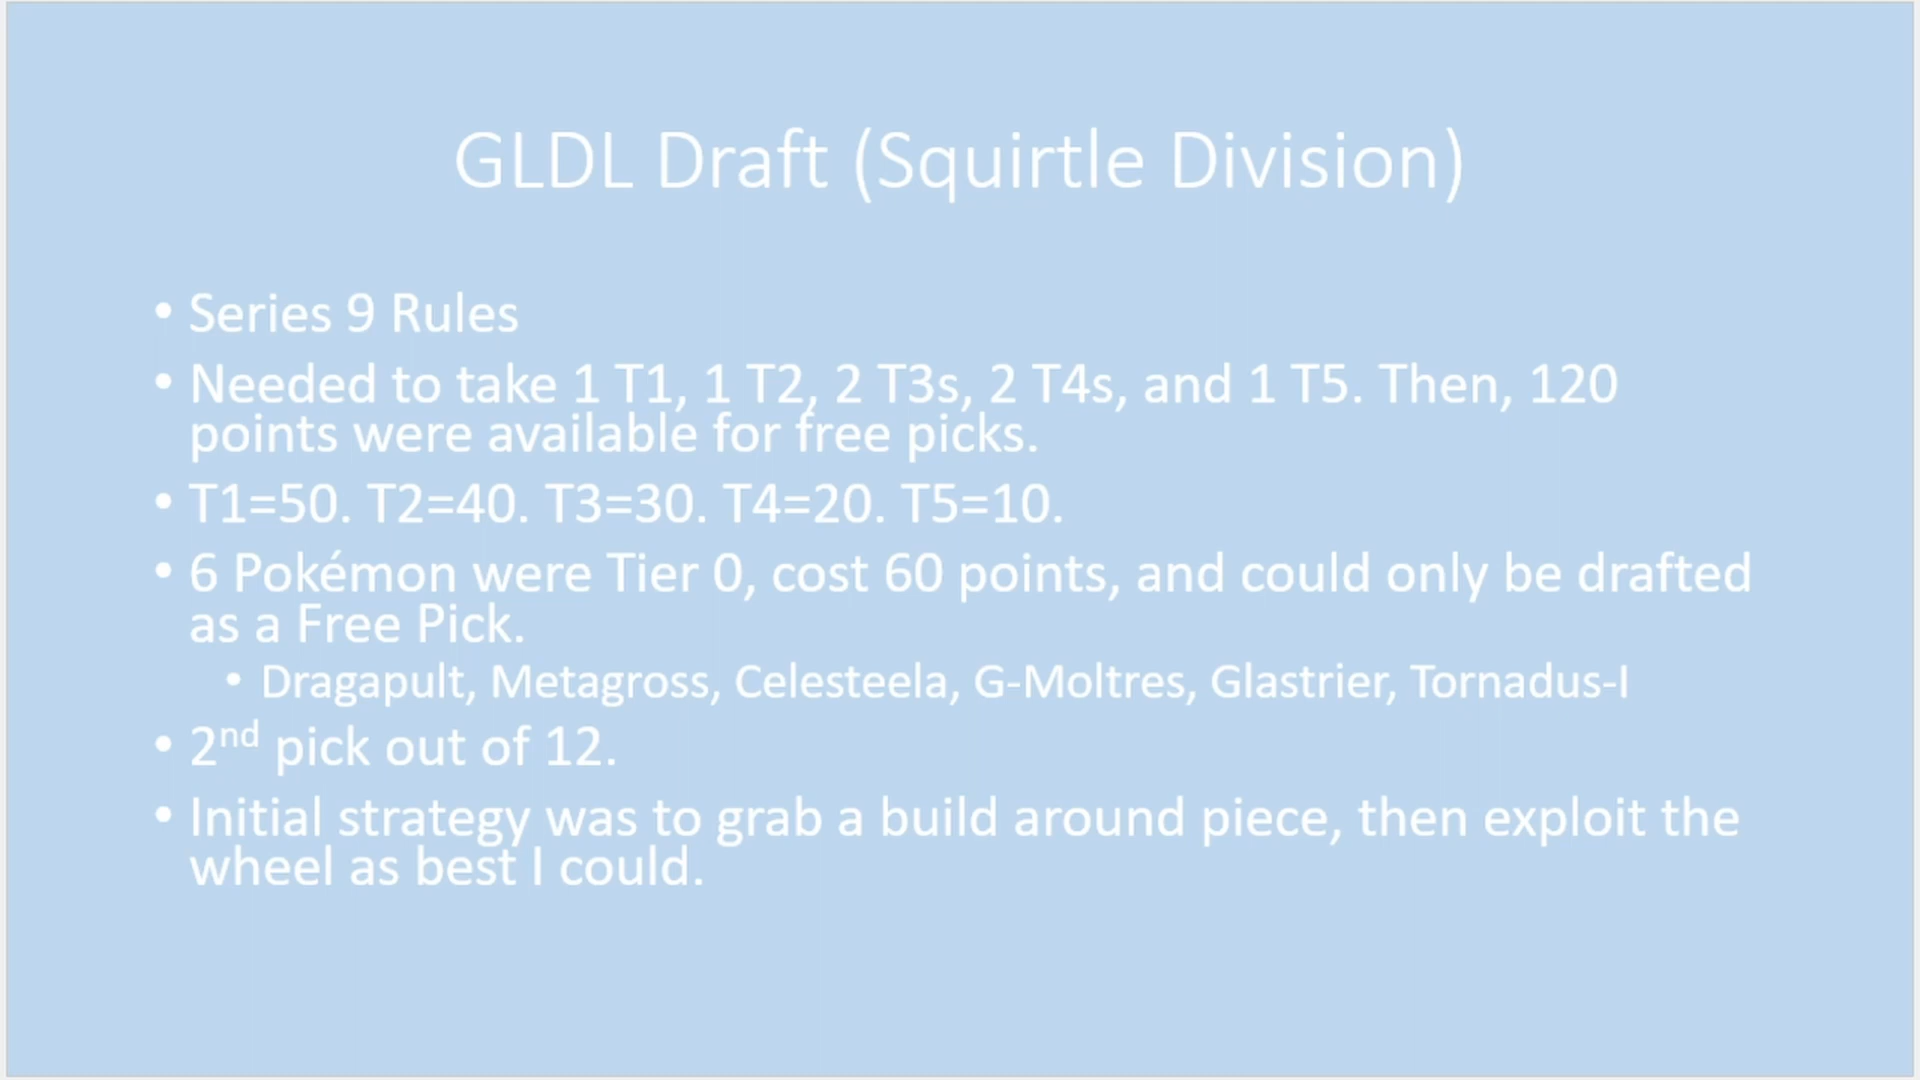 GLDL Draft (Squirtle Division)
• Series 9 Rules
• Needed to take 1 T1, 1 T2, 2 T3s, 2 T4s, and 1 T5. Then, 120
points were available for free picks.
• T1=50. T2=40. T3=30. T4=20. T5=10.
• 6 Pokémon were Tier 0, cost 60 points, and could only be drafted
as a Free Pick.
• Dragapult, Metagross, Celesteela, G-Moltres, Glastrier, Tornadus-I
• 2nd pick out of 12.
• Initial strategy was to grab a build around piece, then exploit the
wheel as best I could.